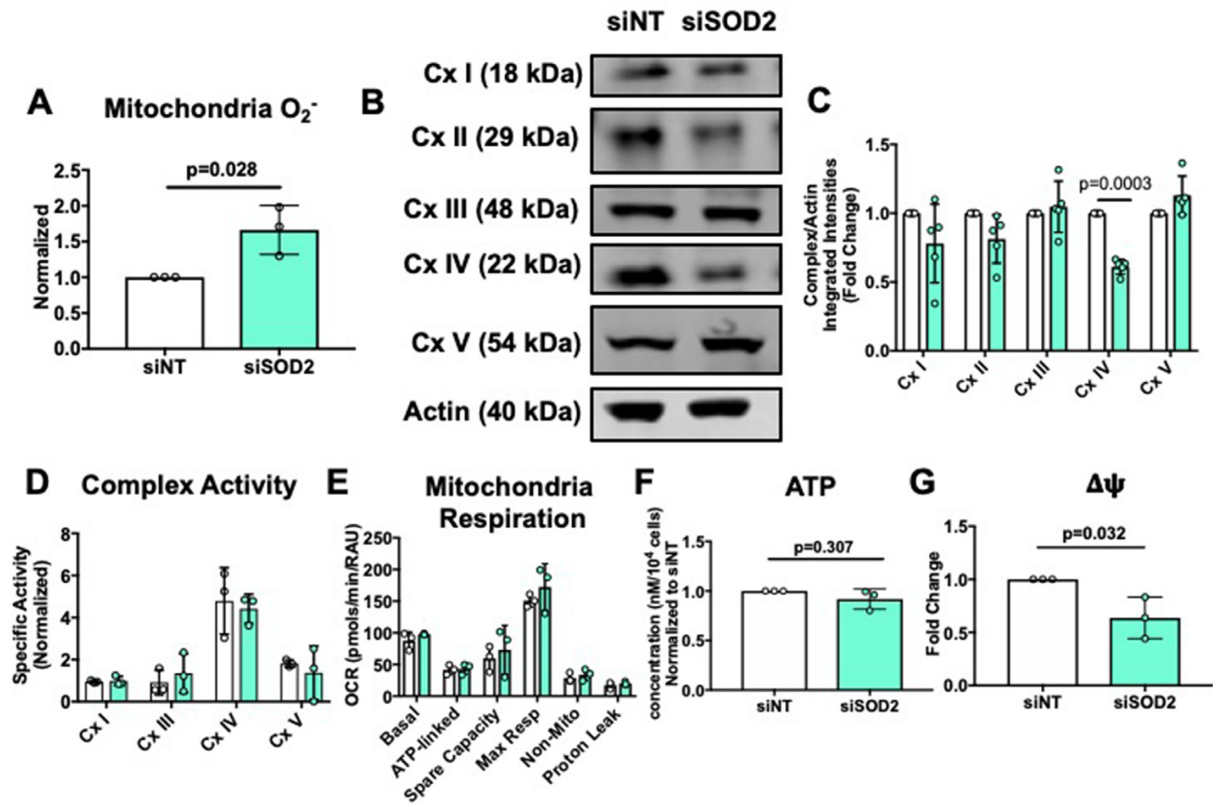 A
Mitochondria O₂⁻
Normalized
2.5
2.0
1.5
1.0
0.5
0.0
p=0.028
siNT
siSOD2
B
siNT siSOD2
Cx I (18 kDa)
Cx II (29 kDa)
Cx III (48 kDa)
Cx IV (22 kDa)
Cx V (54 kDa)
Actin (40 kDa)
C
Complex/Actin
Integrated Intensities
(Fold Change)
1.5
1.0
0.5
0.0
p=0.0003
Cx I
Cx II
Cx III
Cx IV
Cx V
D
Complex Activity
Specific Activity
(Normalized)
8
6
4
2
0
Cx I
Cx III
Cx IV
Cx V
E
Mitochondria
Respiration
OCR (pmols/min/RAU)
250
200
150
100
50
0
Basal
ATP-linked
Spare Capacity
Max Resp
Non-Mito
Proton Leak
F
ATP
concentration (nM/10⁴ cells)
Normalized to siNT
1.5
1.0
0.5
0.0
p=0.307
siNT
siSOD2
G
Δψ
Fold Change
1.5
1.0
0.5
0.0
p=0.032
siNT
siSOD2